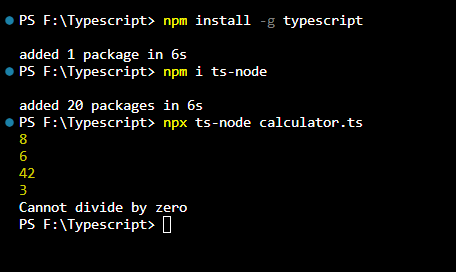 PS F:\Typescript> npm install -g typescript
added 1 package in 6s
PS F:\Typescript> npm i ts-node
added 20 packages in 6s
PS F:\Typescript> npx ts-node calculator.ts
8
6
42
3
Cannot divide by zero
PS F:\Typescript>